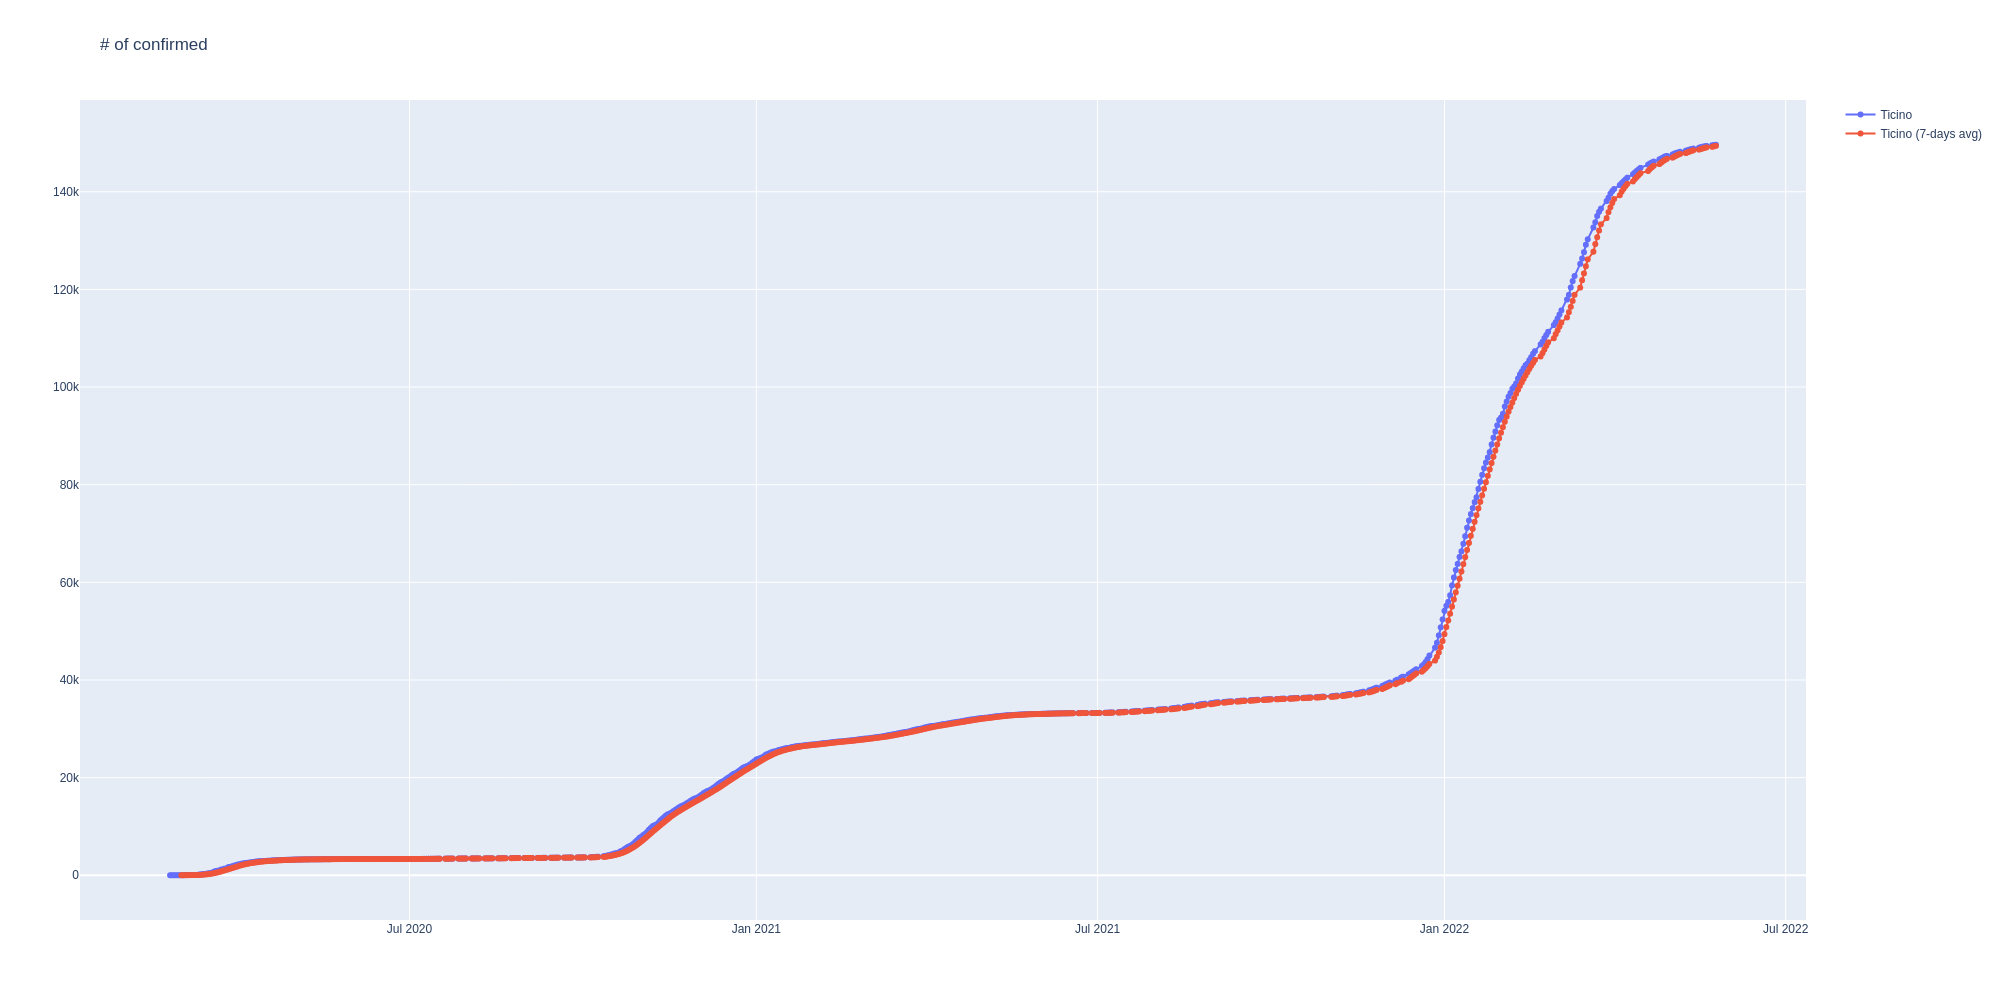 # of confirmed
Ticino
Ticino (7-days avg)
140k
120k
100k
80k
60k
40k
20k
0
Jul 2020
Jan 2021
Jul 2021
Jan 2022
Jul 2022